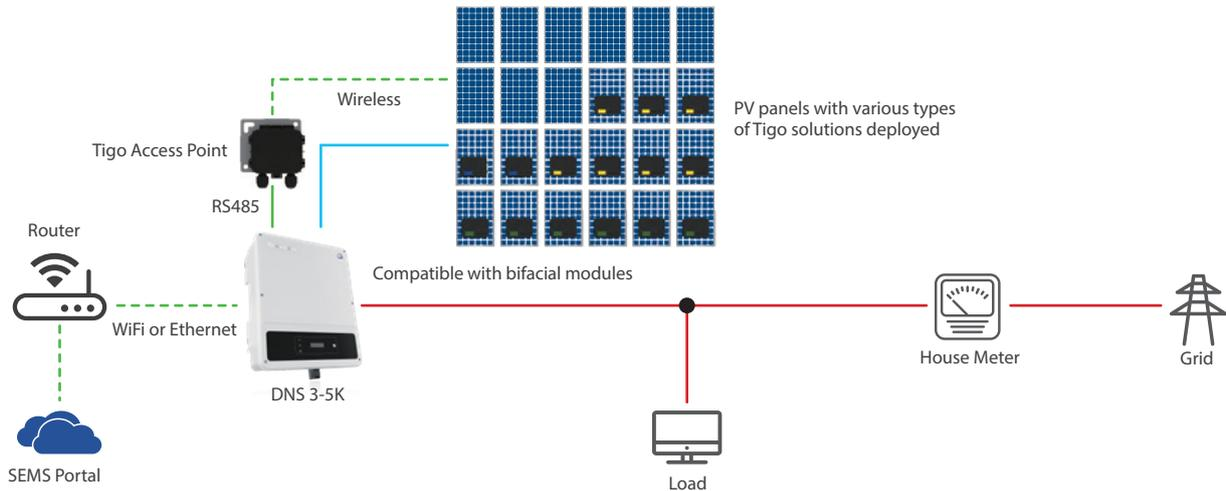 Wireless
PV panels with various types
of Tigo solutions deployed
Tigo Access Point
RS485
Router
Compatible with bifacial modules
WiFi or Ethernet
House Meter
Grid
DNS 3-5K
SEMS Portal
Load